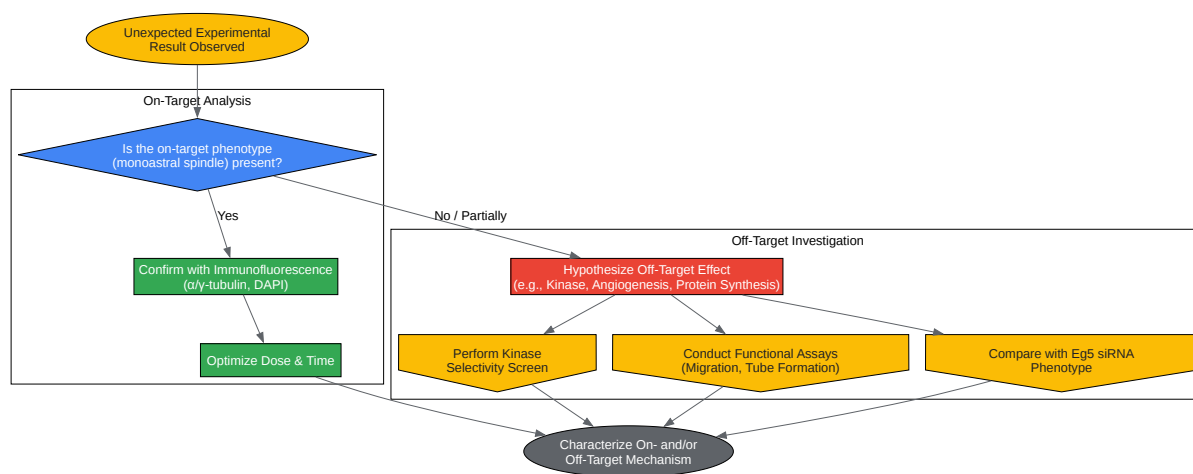 Unexpected Experimental
Result Observed
On-Target Analysis
Is the on-target phenotype
(monoastral spindle) present?
Yes
No / Partially
Confirm with Immunofluorescence
(α/γ-tubulin, DAPI)
Optimize Dose & Time
Off-Target Investigation
Hypothesize Off-Target Effect
(e.g., Kinase, Angiogenesis, Protein Synthesis)
Perform Kinase
Selectivity Screen
Conduct Functional Assays
(Migration, Tube Formation)
Compare with Eg5 siRNA
Phenotype
Characterize On- and/or
Off-Target Mechanism